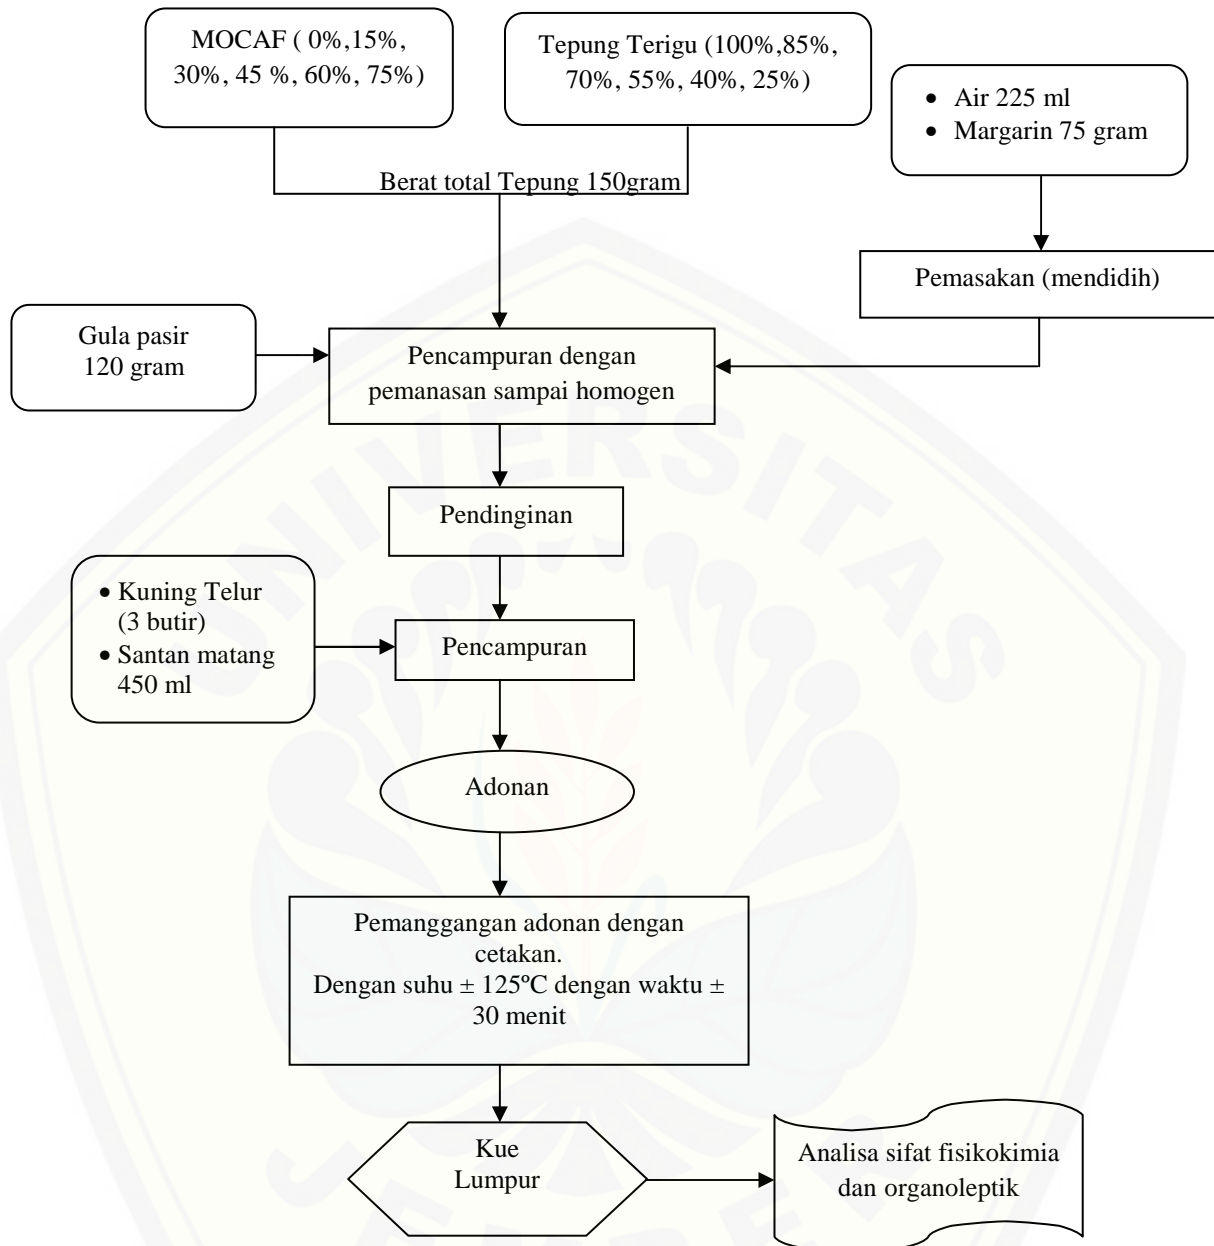 MOCAF ( 0%,15%,
30%, 45 %, 60%, 75%)
Tepung Terigu (100%,85%,
70%, 55%, 40%, 25%)
• Air 225 ml
• Margarin 75 gram
Berat total Tepung 150gram
Pemasakan (mendidih)
Gula pasir
120 gram
Pencampuran dengan
pemanasan sampai homogen
Pendinginan
• Kuning Telur
(3 butir)
• Santan matang
450 ml
Pencampuran
Adonan
Pemanggangan adonan dengan
cetakan.
Dengan suhu ± 125ºC dengan waktu ±
30 menit
Kue
Lumpur
Analisa sifat fisikokimia
dan organoleptik
UNIVERSITAS
JEMBER